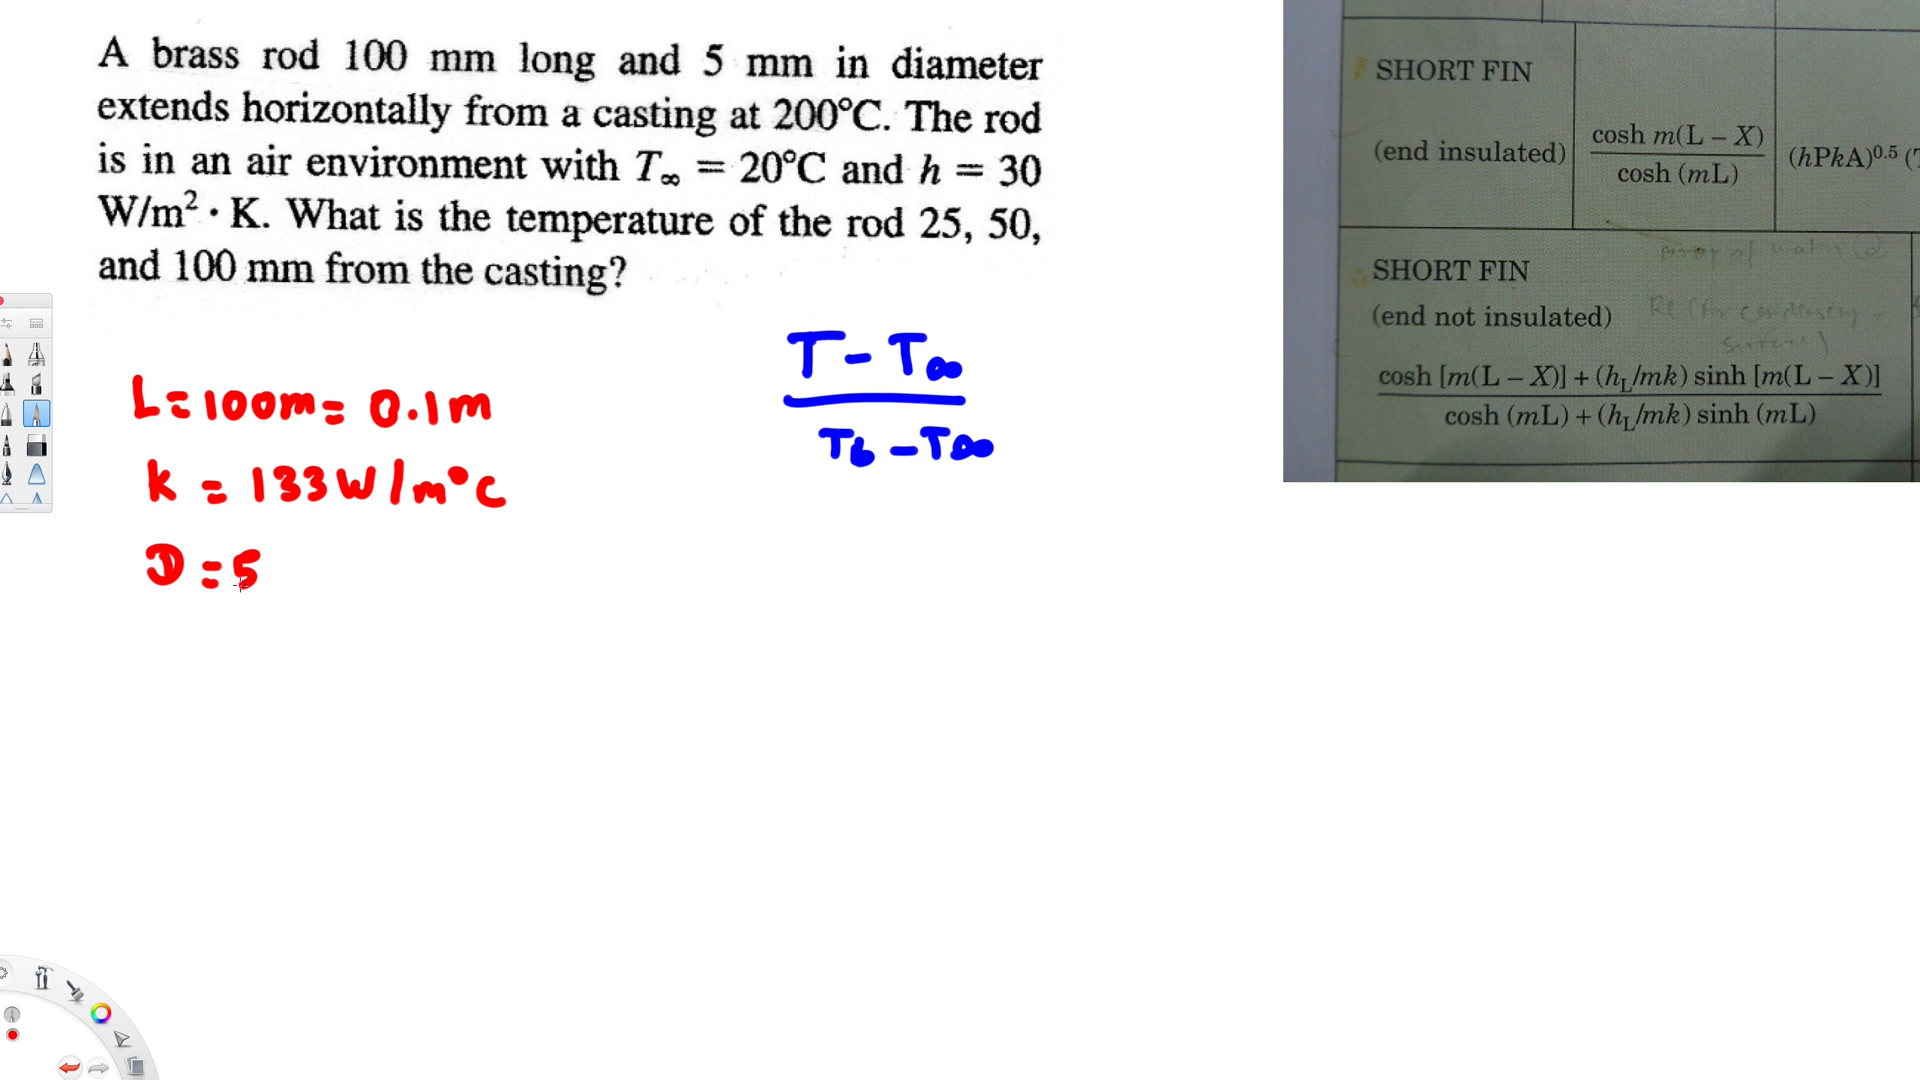 A brass rod 100 mm long and 5 mm in diameter
extends horizontally from a casting at 200°C. The rod
is in an air environment with T∞ = 20°C and h = 30
W/m² · K. What is the temperature of the rod 25, 50,
and 100 mm from the casting?
L = 100m = 0.1m
k = 133 W/m°C
D = 5
T - T∞
Tb - T∞
SHORT FIN
(end insulated)
cosh m(L – X)
cosh (mL)
(hPkA)0.5 (
SHORT FIN
(end not insulated)
cosh [m(L – X)] + (hL/mk) sinh [m(L – X)]
cosh (mL) + (hL/mk) sinh (mL)